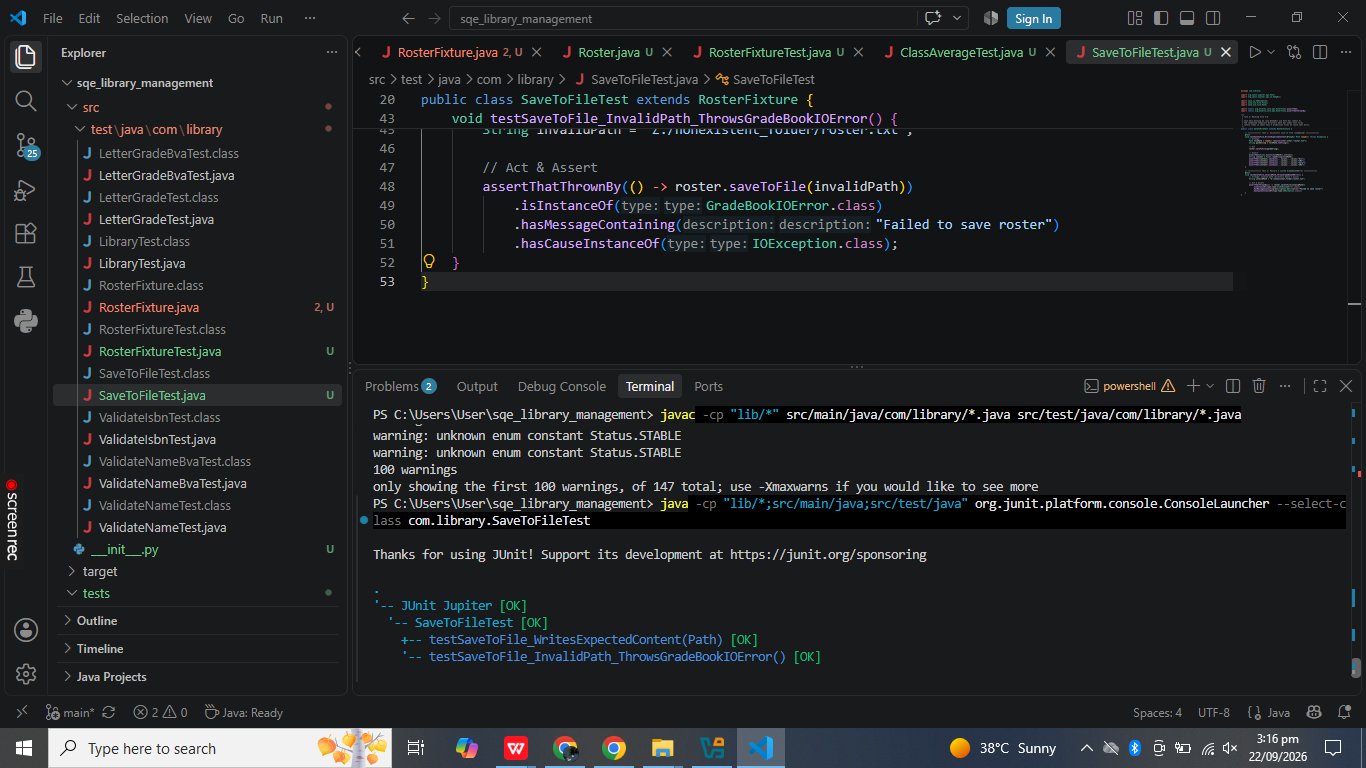 File Edit Selection View Go Run ···
sqe_library_management
Sign In
Explorer ···
sqe_library_management
src
test\java\com\library
LetterGradeBvaTest.class
LetterGradeBvaTest.java
LetterGradeTest.class
LetterGradeTest.java
LibraryTest.class
LibraryTest.java
RosterFixture.class
RosterFixture.java 2, U
RosterFixtureTest.class
RosterFixtureTest.java U
SaveToFileTest.class
SaveToFileTest.java U
ValidateIsbnTest.class
ValidateIsbnTest.java
ValidateNameBvaTest.class
ValidateNameBvaTest.java
ValidateNameTest.class
ValidateNameTest.java
__init__.py U
target
tests
Outline
Timeline
Java Projects
25
screenrec
RosterFixture.java 2, U
Roster.java U
RosterFixtureTest.java U
ClassAverageTest.java U
SaveToFileTest.java U
src > test > java > com > library > SaveToFileTest.java > SaveToFileTest
20 public class SaveToFileTest extends RosterFixture {
43 void testSaveToFile_InvalidPath_ThrowsGradeBookIOError() {
45 String invalidPath = "Z:/nonexistent_folder/roster.txt";
46
47 // Act & Assert
48 assertThatThrownBy(() -> roster.saveToFile(invalidPath))
49 .isInstanceOf(type: type: GradeBookIOError.class)
50 .hasMessageContaining(description: description: "Failed to save roster")
51 .hasCauseInstanceOf(type: type: IOException.class);
52 }
53 }
Problems 2 Output Debug Console Terminal Ports
powershell
PS C:\Users\User\sqe_library_management> javac -cp "lib/*" src/main/java/com/library/*.java src/test/java/com/library/*.java
warning: unknown enum constant Status.STABLE
warning: unknown enum constant Status.STABLE
100 warnings
only showing the first 100 warnings, of 147 total; use -Xmaxwarns if you would like to see more
PS C:\Users\User\sqe_library_management> java -cp "lib/*;src/main/java;src/test/java" org.junit.platform.console.ConsoleLauncher --select-c
lass com.library.SaveToFileTest
Thanks for using JUnit! Support its development at https://junit.org/sponsoring
.
'-- JUnit Jupiter [OK]
'-- SaveToFileTest [OK]
+-- testSaveToFile_WritesExpectedContent(Path) [OK]
'-- testSaveToFile_InvalidPath_ThrowsGradeBookIOError() [OK]
main* 2 0 Java: Ready
Spaces: 4 UTF-8 {} Java
Type here to search
38°C Sunny
3:16 pm
22/09/2026